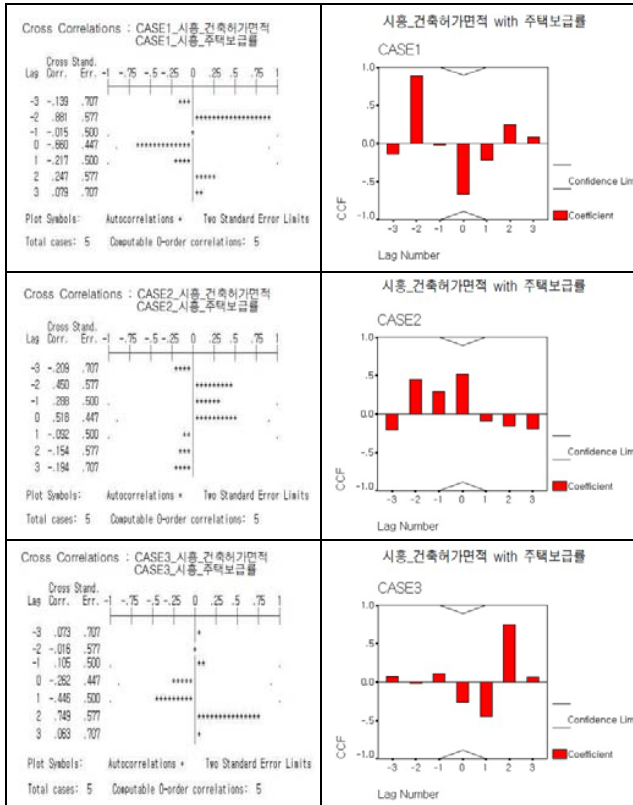 Cross Correlations : CASE1_시흥_건축허가면적
CASE1_시흥_주택보급률
Cross Stand.
Lag Corr. Err. -1 -.75 -.5 -.25 0 .25 .5 .75 1
-3 -.139 .707 ***
-2 .881 .577 ******************
-1 -.015 .500 . * .
0 -.660 .447 . ************* .
1 -.217 .500 . **** .
2 .247 .577 *****
3 .079 .707 **
Plot Symbols: Autocorrelations * Two Standard Error Limits .
Total cases: 5 Computable 0-order correlations: 5
시흥_건축허가면적 with 주택보급률
CASE1
1.0
.5
0.0
-.5
-1.0
CCF
-3 -2 -1 0 1 2 3
Lag Number
Confidence Lim
Coefficient
Cross Correlations : CASE2_시흥_건축허가면적
CASE2_시흥_주택보급률
Cross Stand.
Lag Corr. Err. -1 -.75 -.5 -.25 0 .25 .5 .75 1
-3 -.209 .707 ****
-2 .450 .577 *********
-1 .288 .500 . ****** .
0 .518 .447 . ********** .
1 -.092 .500 . ** .
2 -.154 .577 ***
3 -.194 .707 ****
Plot Symbols: Autocorrelations * Two Standard Error Limits .
Total cases: 5 Computable 0-order correlations: 5
시흥_건축허가면적 with 주택보급률
CASE2
1.0
.5
0.0
-.5
-1.0
CCF
-3 -2 -1 0 1 2 3
Lag Number
Confidence Lim
Coefficient
Cross Correlations : CASE3_시흥_건축허가면적
CASE3_시흥_주택보급률
Cross Stand.
Lag Corr. Err. -1 -.75 -.5 -.25 0 .25 .5 .75 1
-3 .073 .707 *
-2 -.016 .577 *
-1 .105 .500 . ** .
0 -.262 .447 . ***** .
1 -.446 .500 . ********* .
2 .749 .577 ***************
3 .063 .707 *
Plot Symbols: Autocorrelations * Two Standard Error Limits .
Total cases: 5 Computable 0-order correlations: 5
시흥_건축허가면적 with 주택보급률
CASE3
1.0
.5
0.0
-.5
-1.0
CCF
-3 -2 -1 0 1 2 3
Lag Number
Confidence Lim
Coefficient